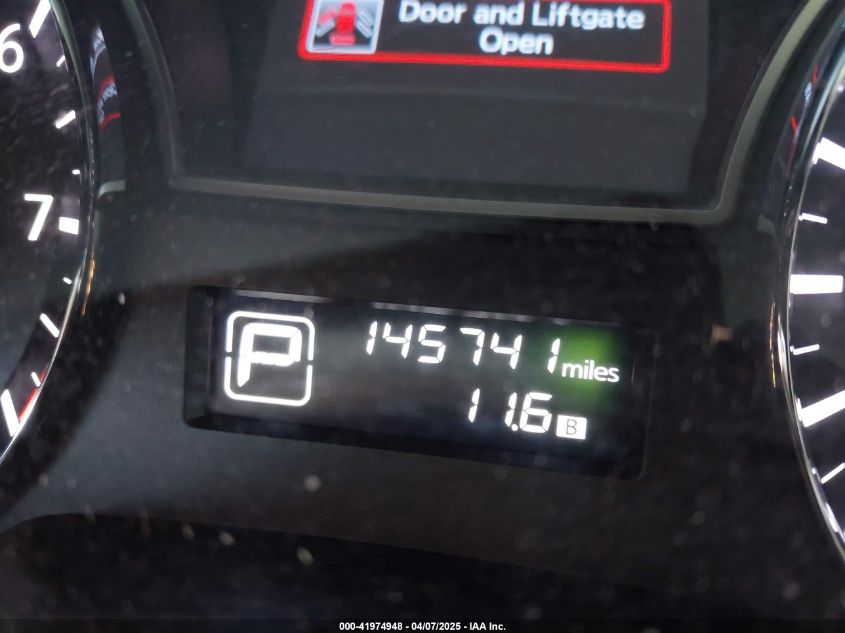 Door and Liftgate
Open
6
7
P
145741 miles
11.6 B
000-41974948 - 04/07/2025 - IAA Inc.